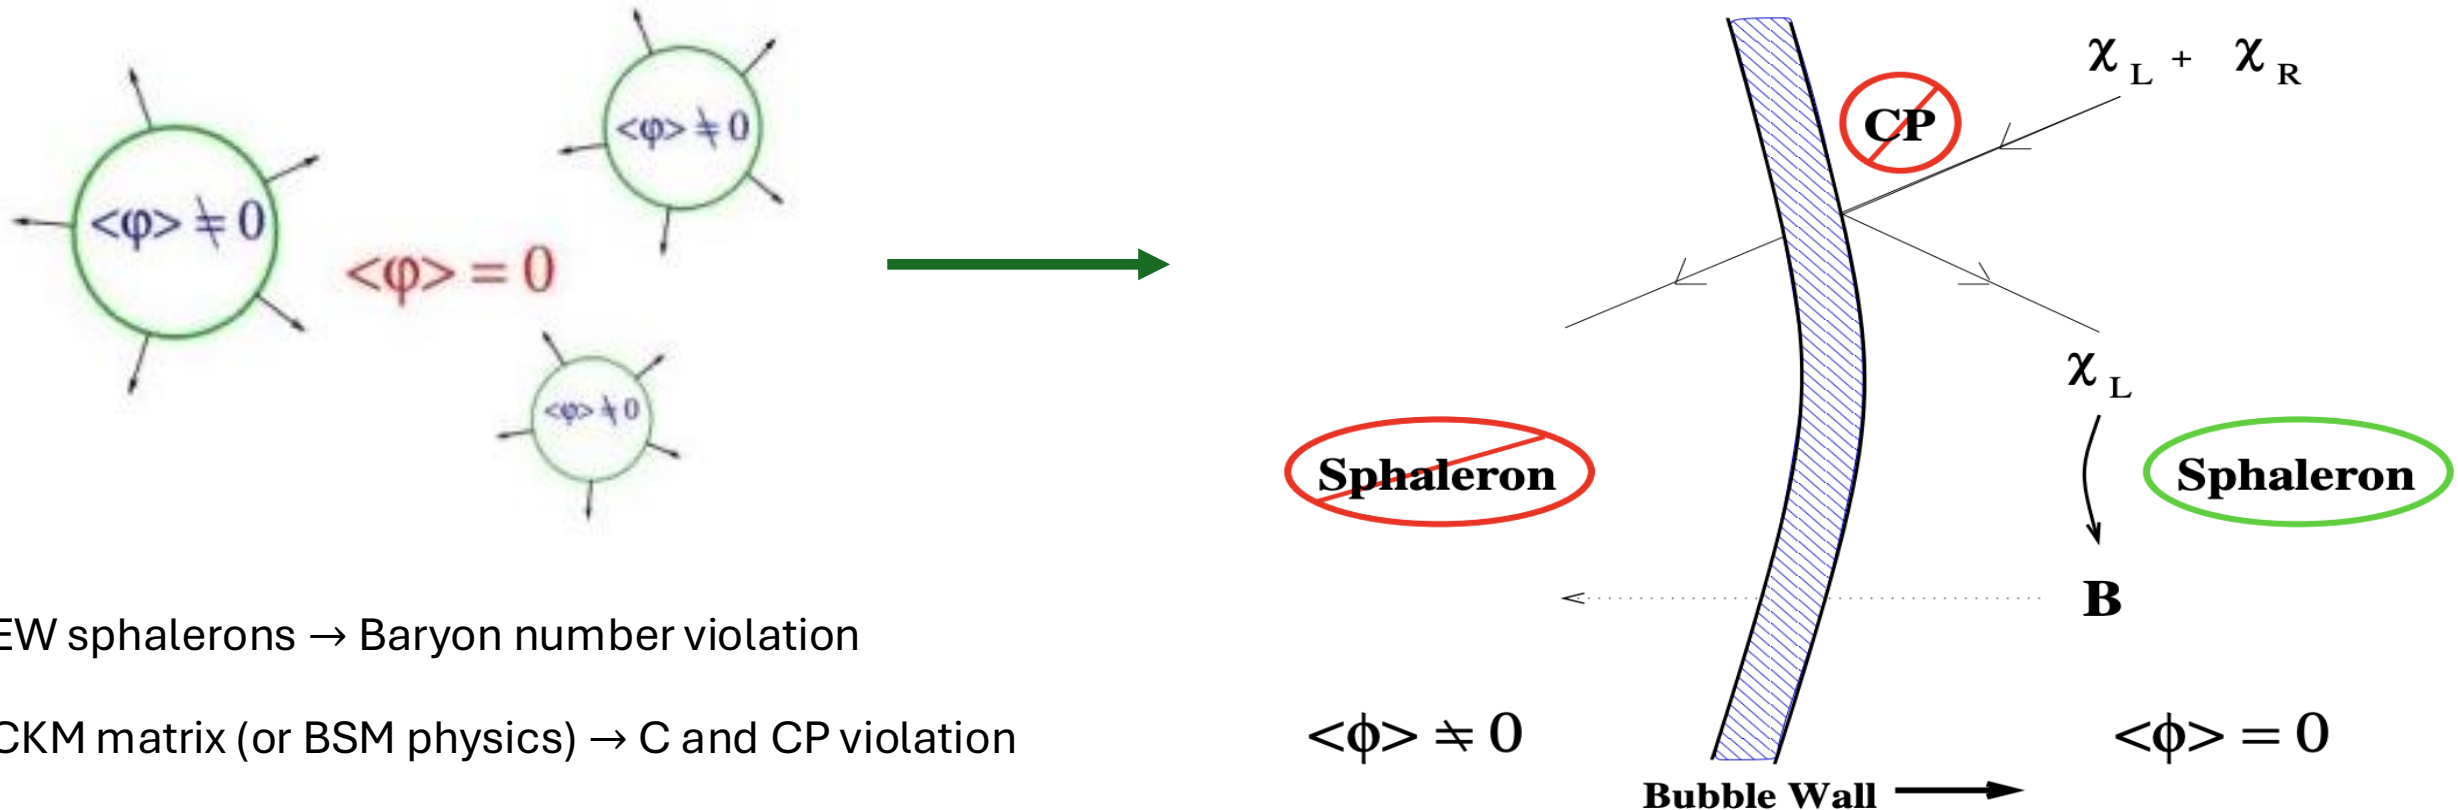 <φ> ≠ 0
<φ> ≠ 0
<φ> = 0
<φ> ≠ 0
EW sphalerons → Baryon number violation
CKM matrix (or BSM physics) → C and CP violation
χ L + χ R
CP
χ L
Sphaleron
Sphaleron
B
<ϕ> ≠ 0
<ϕ> = 0
Bubble Wall